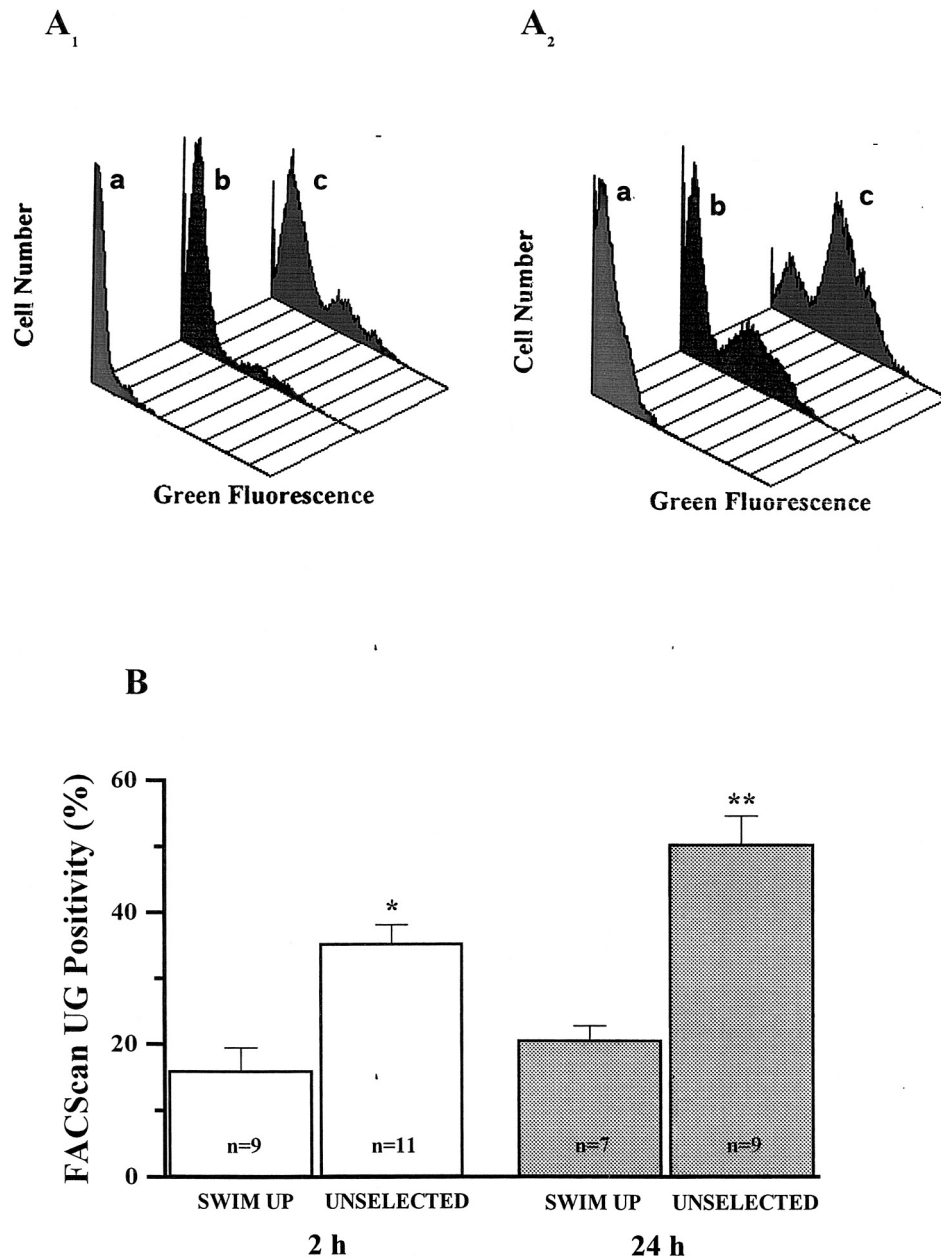 A1
A2
a
b
c
a
b
c
Cell Number
Cell Number
Green Fluorescence
Green Fluorescence
B
FACScan UG Positivity (%)
60
40
20
0
*
**
n=9
n=11
n=7
n=9
SWIM UP
UNSELECTED
SWIM UP
UNSELECTED
2 h
24 h